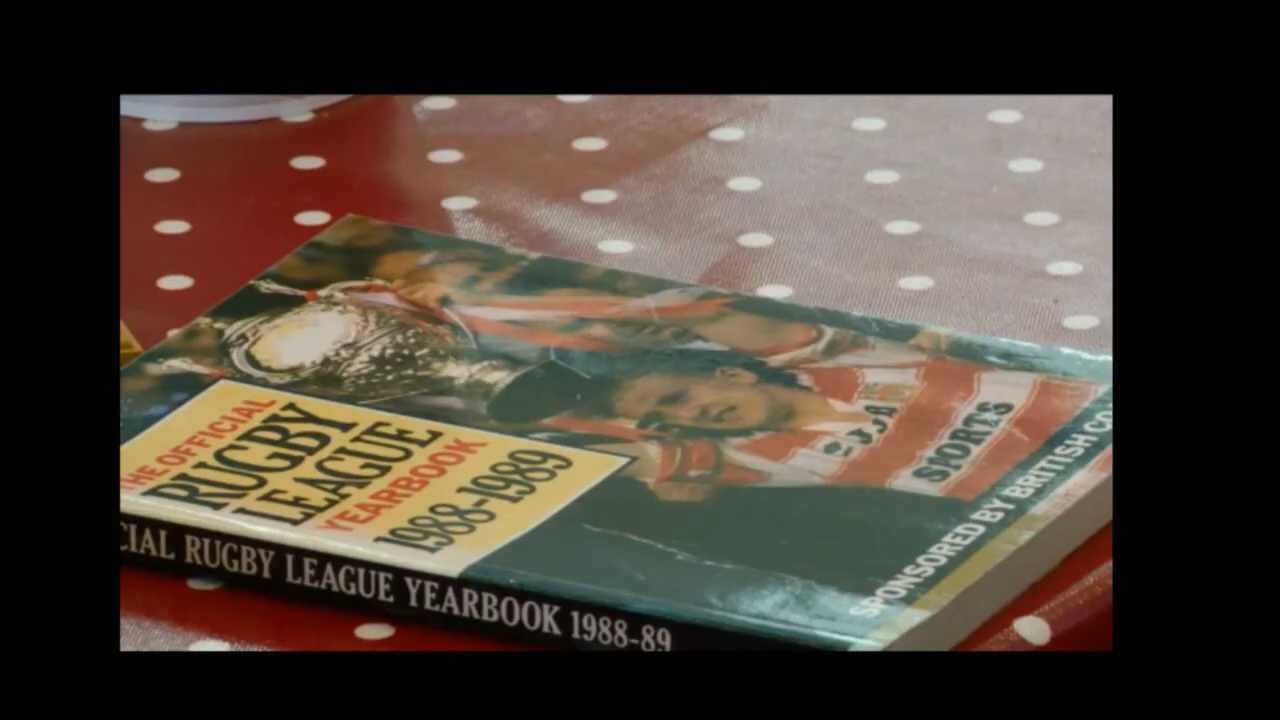 THE OFFICIAL
RUGBY
LEAGUE
YEARBOOK
1988-1989
SPORTS
SPONSORED BY BRITISH CO
CIAL RUGBY LEAGUE YEARBOOK 1988-89